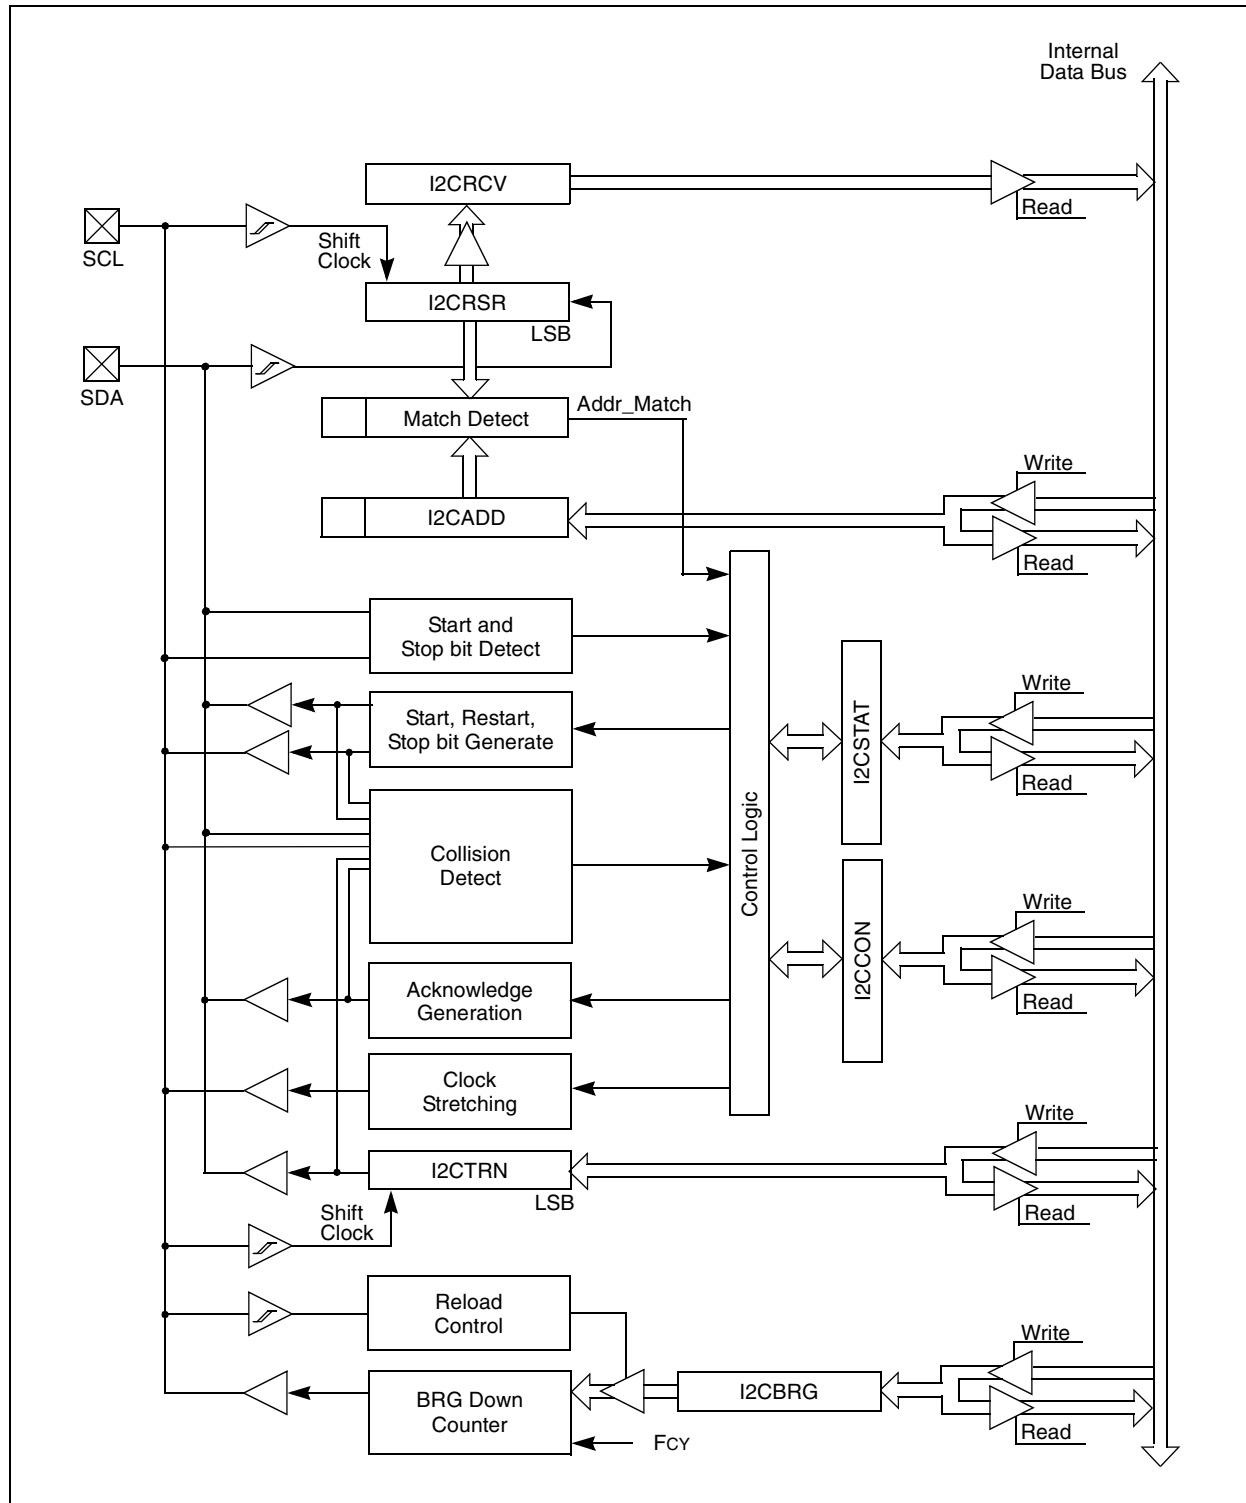 Internal
Data Bus
I2CRCV
Read
SCL
Shift
Clock
I2CRSR
LSB
SDA
Addr_Match
Match Detect
Write
I2CADD
Read
Start and
Stop bit Detect
Write
Start, Restart,
Stop bit Generate
I2CSTAT
Read
Control Logic
Collision
Detect
Write
I2CCON
Read
Acknowledge
Generation
Clock
Stretching
Write
I2CTRN
LSB
Read
Shift
Clock
Reload
Control
Write
I2CBRG
BRG Down
Counter
Read
FCY